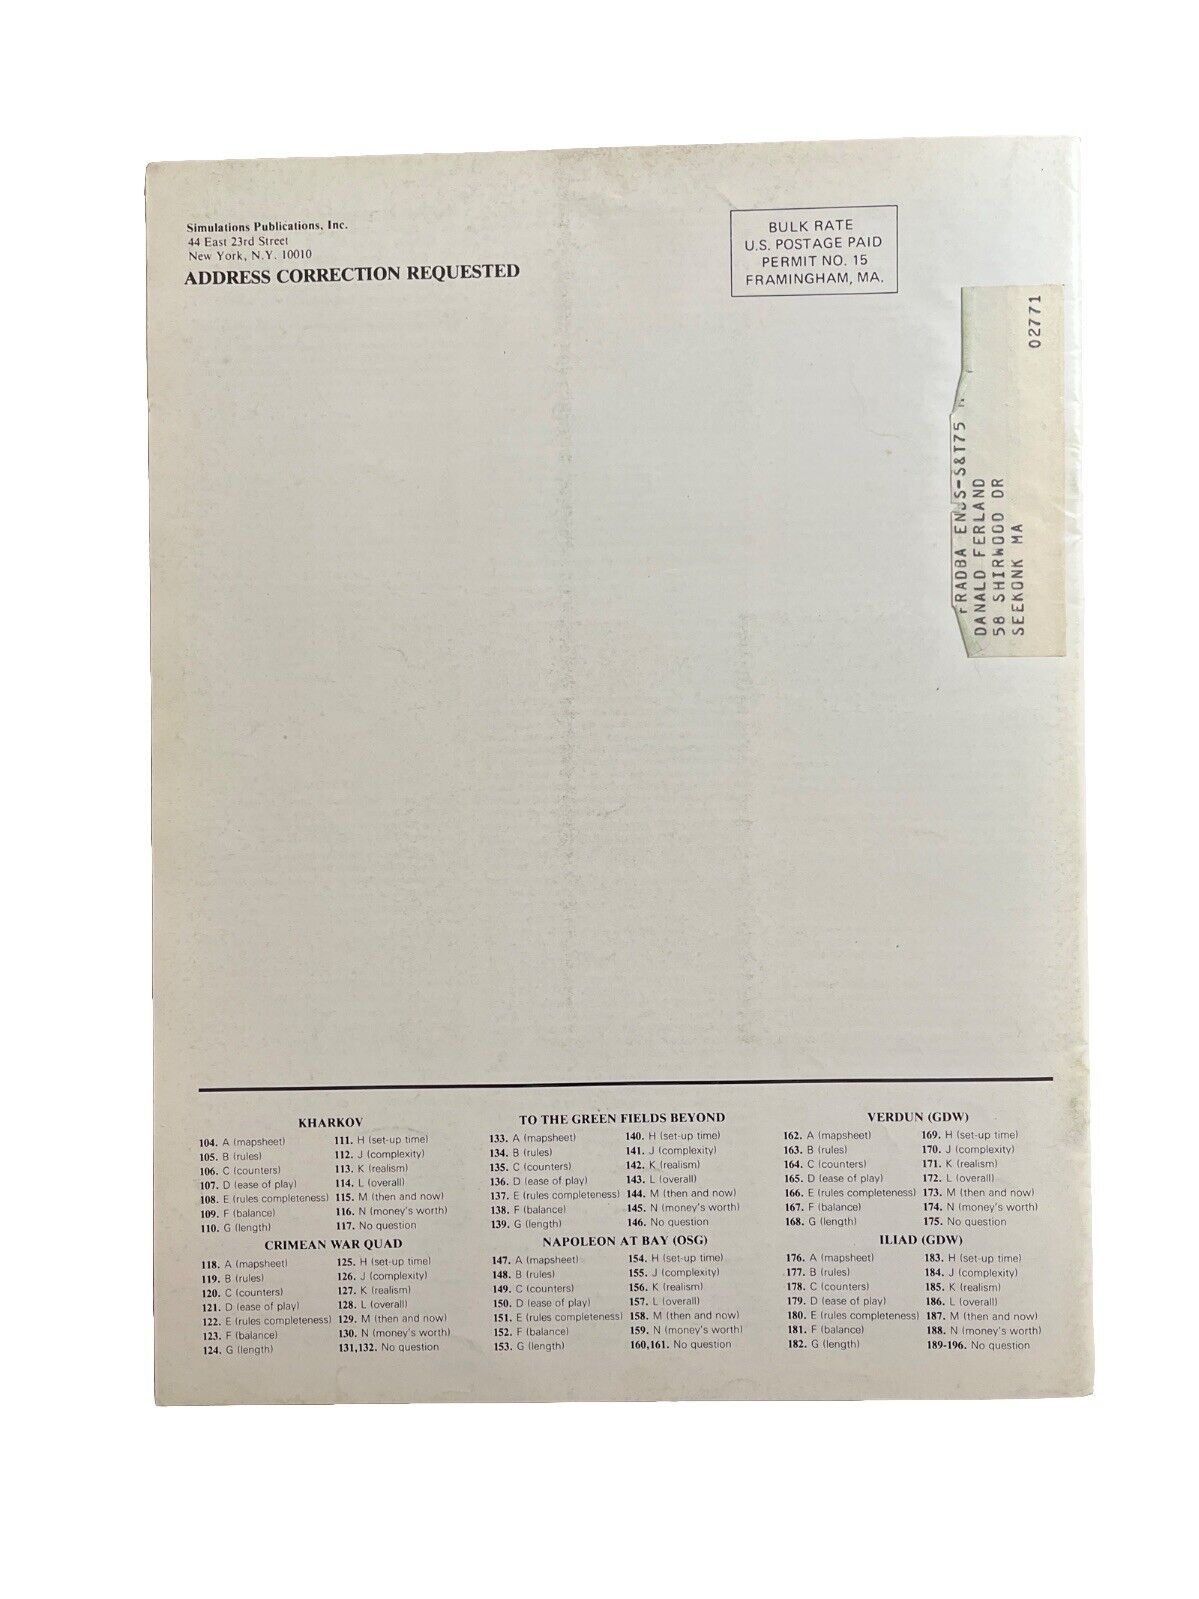 Simulations Publications, Inc.
44 East 23rd Street
New York, N.Y. 10010
ADDRESS CORRECTION REQUESTED
BULK RATE
U.S. POSTAGE PAID
PERMIT NO. 15
FRAMINGHAM, MA.
FRADBA ENDS-S&T75
DANALD FERLAND
58 SHIRWOOD DR
SEEKONK MA
02771
KHARKOV
104. A (mapsheet)
105. B (rules)
106. C (counters)
107. D (ease of play)
108. E (rules completeness)
109. F (balance)
110. G (length)
111. H (set-up time)
112. J (complexity)
113. K (realism)
114. L (overall)
115. M (then and now)
116. N (money's worth)
117. No question
CRIMEAN WAR QUAD
118. A (mapsheet)
119. B (rules)
120. C (counters)
121. D (ease of play)
122. E (rules completeness)
123. F (balance)
124. G (length)
125. H (set-up time)
126. J (complexity)
127. K (realism)
128. L (overall)
129. M (then and now)
130. N (money's worth)
131,132. No question
TO THE GREEN FIELDS BEYOND
133. A (mapsheet)
134. B (rules)
135. C (counters)
136. D (ease of play)
137. E (rules completeness)
138. F (balance)
139. G (length)
140. H (set-up time)
141. J (complexity)
142. K (realism)
143. L (overall)
144. M (then and now)
145. N (money's worth)
146. No question
NAPOLEON AT BAY (OSG)
147. A (mapsheet)
148. B (rules)
149. C (counters)
150. D (ease of play)
151. E (rules completeness)
152. F (balance)
153. G (length)
154. H (set-up time)
155. J (complexity)
156. K (realism)
157. L (overall)
158. M (then and now)
159. N (money's worth)
160,161. No question
VERDUN (GDW)
162. A (mapsheet)
163. B (rules)
164. C (counters)
165. D (ease of play)
166. E (rules completeness)
167. F (balance)
168. G (length)
169. H (set-up time)
170. J (complexity)
171. K (realism)
172. L (overall)
173. M (then and now)
174. N (money's worth)
175. No question
ILIAD (GDW)
176. A (mapsheet)
177. B (rules)
178. C (counters)
179. D (ease of play)
180. E (rules completeness)
181. F (balance)
182. G (length)
183. H (set-up time)
184. J (complexity)
185. K (realism)
186. L (overall)
187. M (then and now)
188. N (money's worth)
189-196. No question